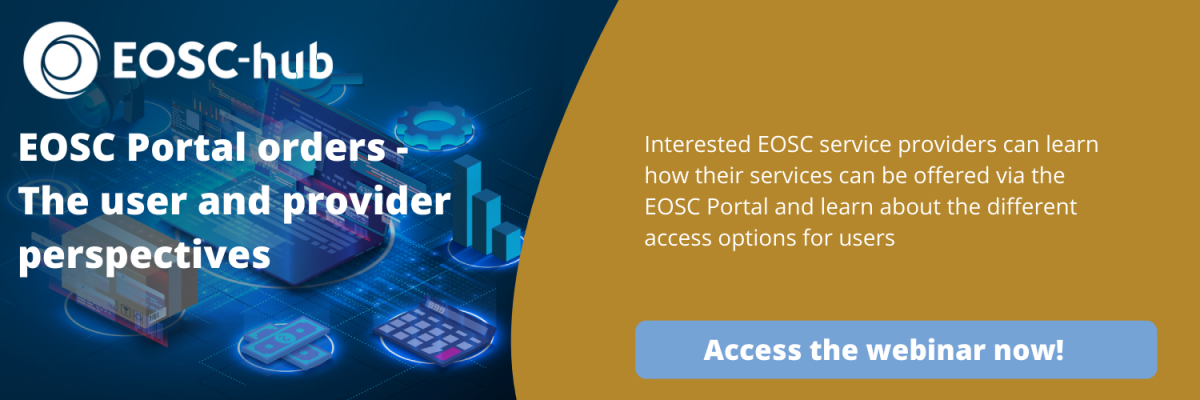 EOSC-hub
EOSC Portal orders -
The user and provider
perspectives
Interested EOSC service providers can learn
how their services can be offered via the
EOSC Portal and learn about the different
access options for users
Access the webinar now!